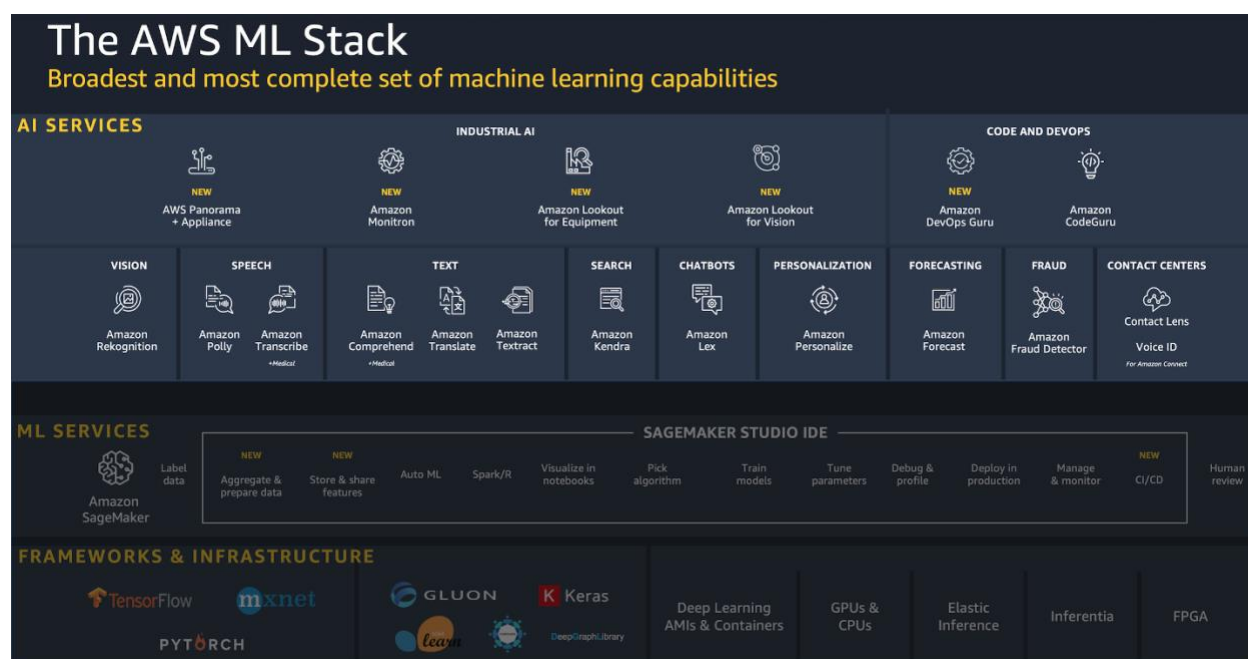 The AWS ML Stack
Broadest and most complete set of machine learning capabilities
AI SERVICES
INDUSTRIAL AI
CODE AND DEVOPS
NEW
AWS Panorama
+ Appliance
NEW
Amazon
Monitron
NEW
Amazon Lookout
for Equipment
NEW
Amazon Lookout
for Vision
NEW
Amazon
DevOps Guru
Amazon
CodeGuru
VISION
Amazon
Rekognition
SPEECH
Amazon
Polly
Amazon
Transcribe
+Medical
TEXT
Amazon
Comprehend
+Medical
Amazon
Translate
Amazon
Textract
SEARCH
Amazon
Kendra
CHATBOTS
Amazon
Lex
PERSONALIZATION
Amazon
Personalize
FORECASTING
Amazon
Forecast
FRAUD
Amazon
Fraud Detector
CONTACT CENTERS
Contact Lens
Voice ID
For Amazon Connect
ML SERVICES
Amazon
SageMaker
Label
data
SAGEMAKER STUDIO IDE
NEW
Aggregate &
prepare data
NEW
Store & share
features
Auto ML
Spark/R
Visualize in
notebooks
Pick
algorithm
Train
models
Tune
parameters
Debug &
profile
Deploy in
production
Manage
& monitor
NEW
CI/CD
Human
review
FRAMEWORKS & INFRASTRUCTURE
TensorFlow
mxnet
PYTORCH
GLUON
Keras
learn
DeepGraphLibrary
Deep Learning
AMIs & Containers
GPUs &
CPUs
Elastic
Inference
Inferentia
FPGA